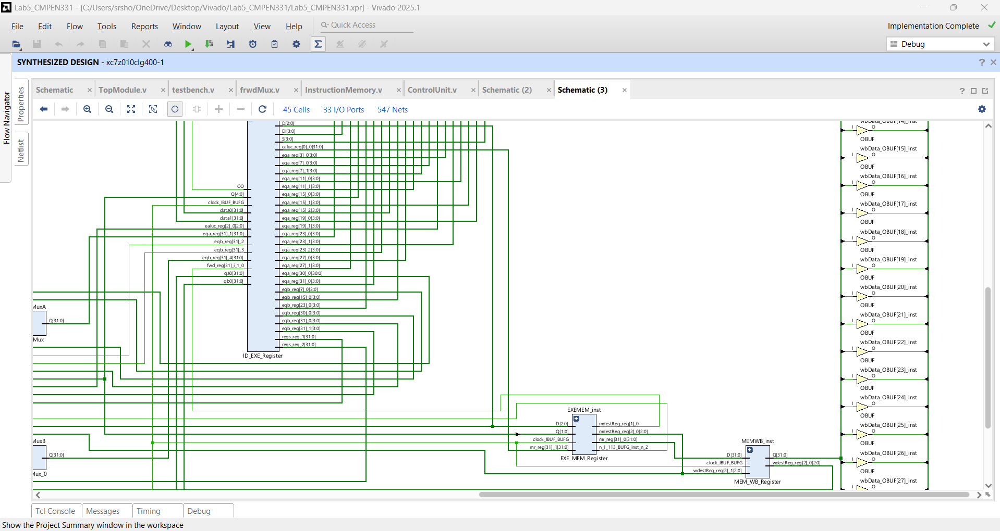 Lab5_CMPEN331 - [C:/Users/srsho/OneDrive/Desktop/Vivado/Lab5_CMPEN331/Lab5_CMPEN331.xpr] - Vivado 2025.1
File Edit Flow Tools Reports Window Layout View Help Quick Access
Implementation Complete
Debug
SYNTHESIZED DESIGN - xc7z010clg400-1
Flow Navigator
Properties
Netlist
Schematic TopModule.v testbench.v frwdMux.v InstructionMemory.v ControlUnit.v Schematic (2) Schematic (3)
45 Cells 33 I/O Ports 547 Nets
CO
Q[4:0]
clock_IBUF_BUFG
data0[31:0]
data1[31:0]
ealuc_reg[2]_0[2:0]
eqa_reg[31]_1[31:0]
eqb_reg[31]_2
eqb_reg[31]_3
eqb_reg[31]_4[31:0]
fwd_reg[31]_i_1_0
qa0[31:0]
qb0[31:0]
D[2:0]
DI[3:0]
S[3:0]
ealuc_reg[0]_0[31:0]
eqa_reg[3]_0[3:0]
eqa_reg[7]_0[3:0]
eqa_reg[7]_1[3:0]
eqa_reg[11]_0[3:0]
eqa_reg[11]_1[3:0]
eqa_reg[15]_0[3:0]
eqa_reg[15]_1[3:0]
eqa_reg[15]_2[3:0]
eqa_reg[19]_0[3:0]
eqa_reg[19]_1[3:0]
eqa_reg[23]_0[3:0]
eqa_reg[23]_1[3:0]
eqa_reg[23]_2[3:0]
eqa_reg[27]_0[3:0]
eqa_reg[27]_1[3:0]
eqa_reg[30]_0[30:0]
eqa_reg[31]_0[3:0]
eqb_reg[7]_0[3:0]
eqb_reg[15]_0[3:0]
eqb_reg[23]_0[3:0]
eqb_reg[30]_0[3:0]
eqb_reg[31]_0[3:0]
eqb_reg[31]_1[3:0]
regs_reg_1[31:0]
regs_reg_2[31:0]
ID_EXE_Register
MuxA
Q[31:0]
Mux
MuxB
Q[31:0]
Mux_0
EXEMEM_inst
D[2:0]
Q[1:0]
clock_IBUF_BUFG
mr_reg[31]_1[31:0]
mdestReg_reg[1]_0
mdestReg_reg[2]_0[2:0]
mr_reg[31]_0[31:0]
n_1_113_BUFG_inst_n_2
EXE_MEM_Register
MEMWB_inst
D[31:0]
clock_IBUF_BUFG
wdestReg_reg[2]_1[2:0]
Q[31:0]
wdestReg_reg[2]_0[2:0]
MEM_WB_Register
wbData_OBUF[14]_inst
I O
OBUF
wbData_OBUF[15]_inst
I O
OBUF
wbData_OBUF[16]_inst
I O
OBUF
wbData_OBUF[17]_inst
I O
OBUF
wbData_OBUF[18]_inst
I O
OBUF
wbData_OBUF[19]_inst
I O
OBUF
wbData_OBUF[20]_inst
I O
OBUF
wbData_OBUF[21]_inst
I O
OBUF
wbData_OBUF[22]_inst
I O
OBUF
wbData_OBUF[23]_inst
I O
OBUF
wbData_OBUF[24]_inst
I O
OBUF
wbData_OBUF[25]_inst
I O
OBUF
wbData_OBUF[26]_inst
I O
OBUF
wbData_OBUF[27]_inst
I O
Tcl Console Messages Timing Debug
Show the Project Summary window in the workspace